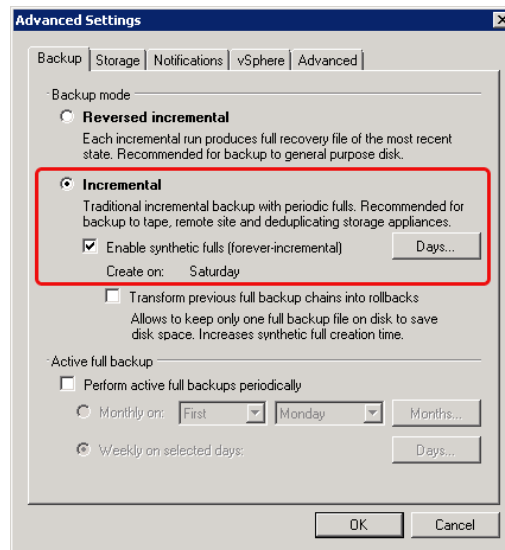 Advanced Settings
Backup Storage Notifications vSphere Advanced
Backup mode
Reversed incremental
Each incremental run produces full recovery file of the most recent
state. Recommended for backup to general purpose disk.
Incremental
Traditional incremental backup with periodic fulls. Recommended for
backup to tape, remote site and deduplicating storage appliances.
Enable synthetic fulls (forever-incremental) Days...
Create on: Saturday
Transform previous full backup chains into rollbacks
Allows to keep only one full backup file on disk to save
disk space. Increases synthetic full creation time.
Active full backup
Perform active full backups periodically
Monthly on: First Monday Months...
Weekly on selected days: Days...
OK Cancel